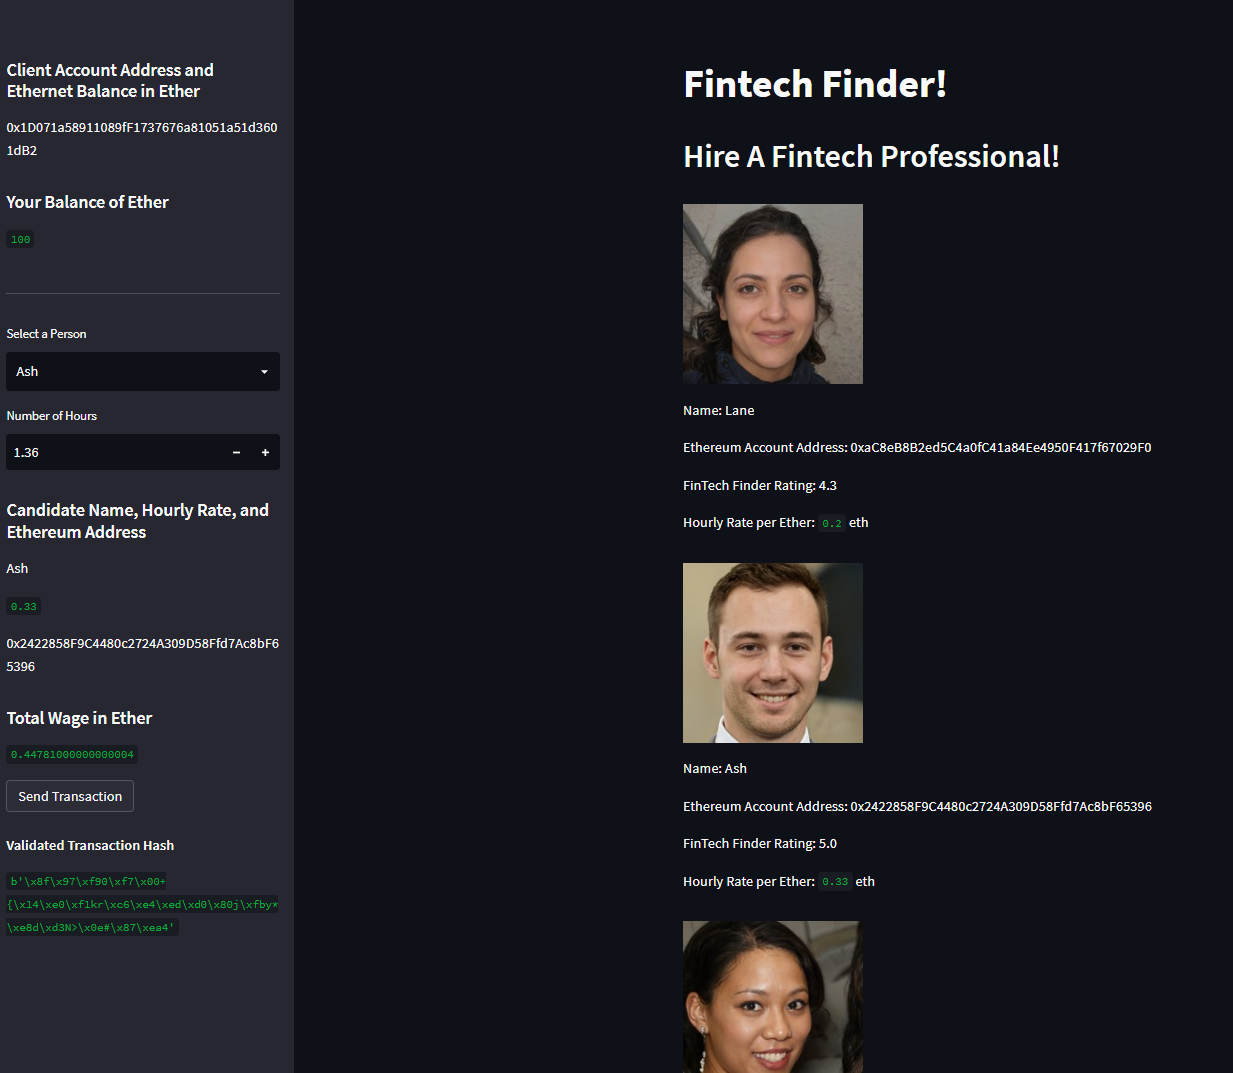 Client Account Address and
Ethernet Balance in Ether
0x1D071a58911089fF1737676a81051a51d360
1dB2
Your Balance of Ether
100
Select a Person
Ash
Number of Hours
1.36
Candidate Name, Hourly Rate, and
Ethereum Address
Ash
0.33
0x2422858F9C4480c2724A309D58Ffd7Ac8bF6
5396
Total Wage in Ether
0.44781000000000004
Send Transaction
Validated Transaction Hash
b'\x8f\x97\xf90\xf7\x00+
{\x14\xe0\xf1kr\xc6\xe4\xed\xd0\x80j\xfby*
\xe8d\xd3N>\x0e#\x87\xea4'
Fintech Finder!
Hire A Fintech Professional!
Name: Lane
Ethereum Account Address: 0xaC8eB8B2ed5C4a0fC41a84Ee4950F417f67029F0
FinTech Finder Rating: 4.3
Hourly Rate per Ether: 0.2 eth
Name: Ash
Ethereum Account Address: 0x2422858F9C4480c2724A309D58Ffd7Ac8bF65396
FinTech Finder Rating: 5.0
Hourly Rate per Ether: 0.33 eth